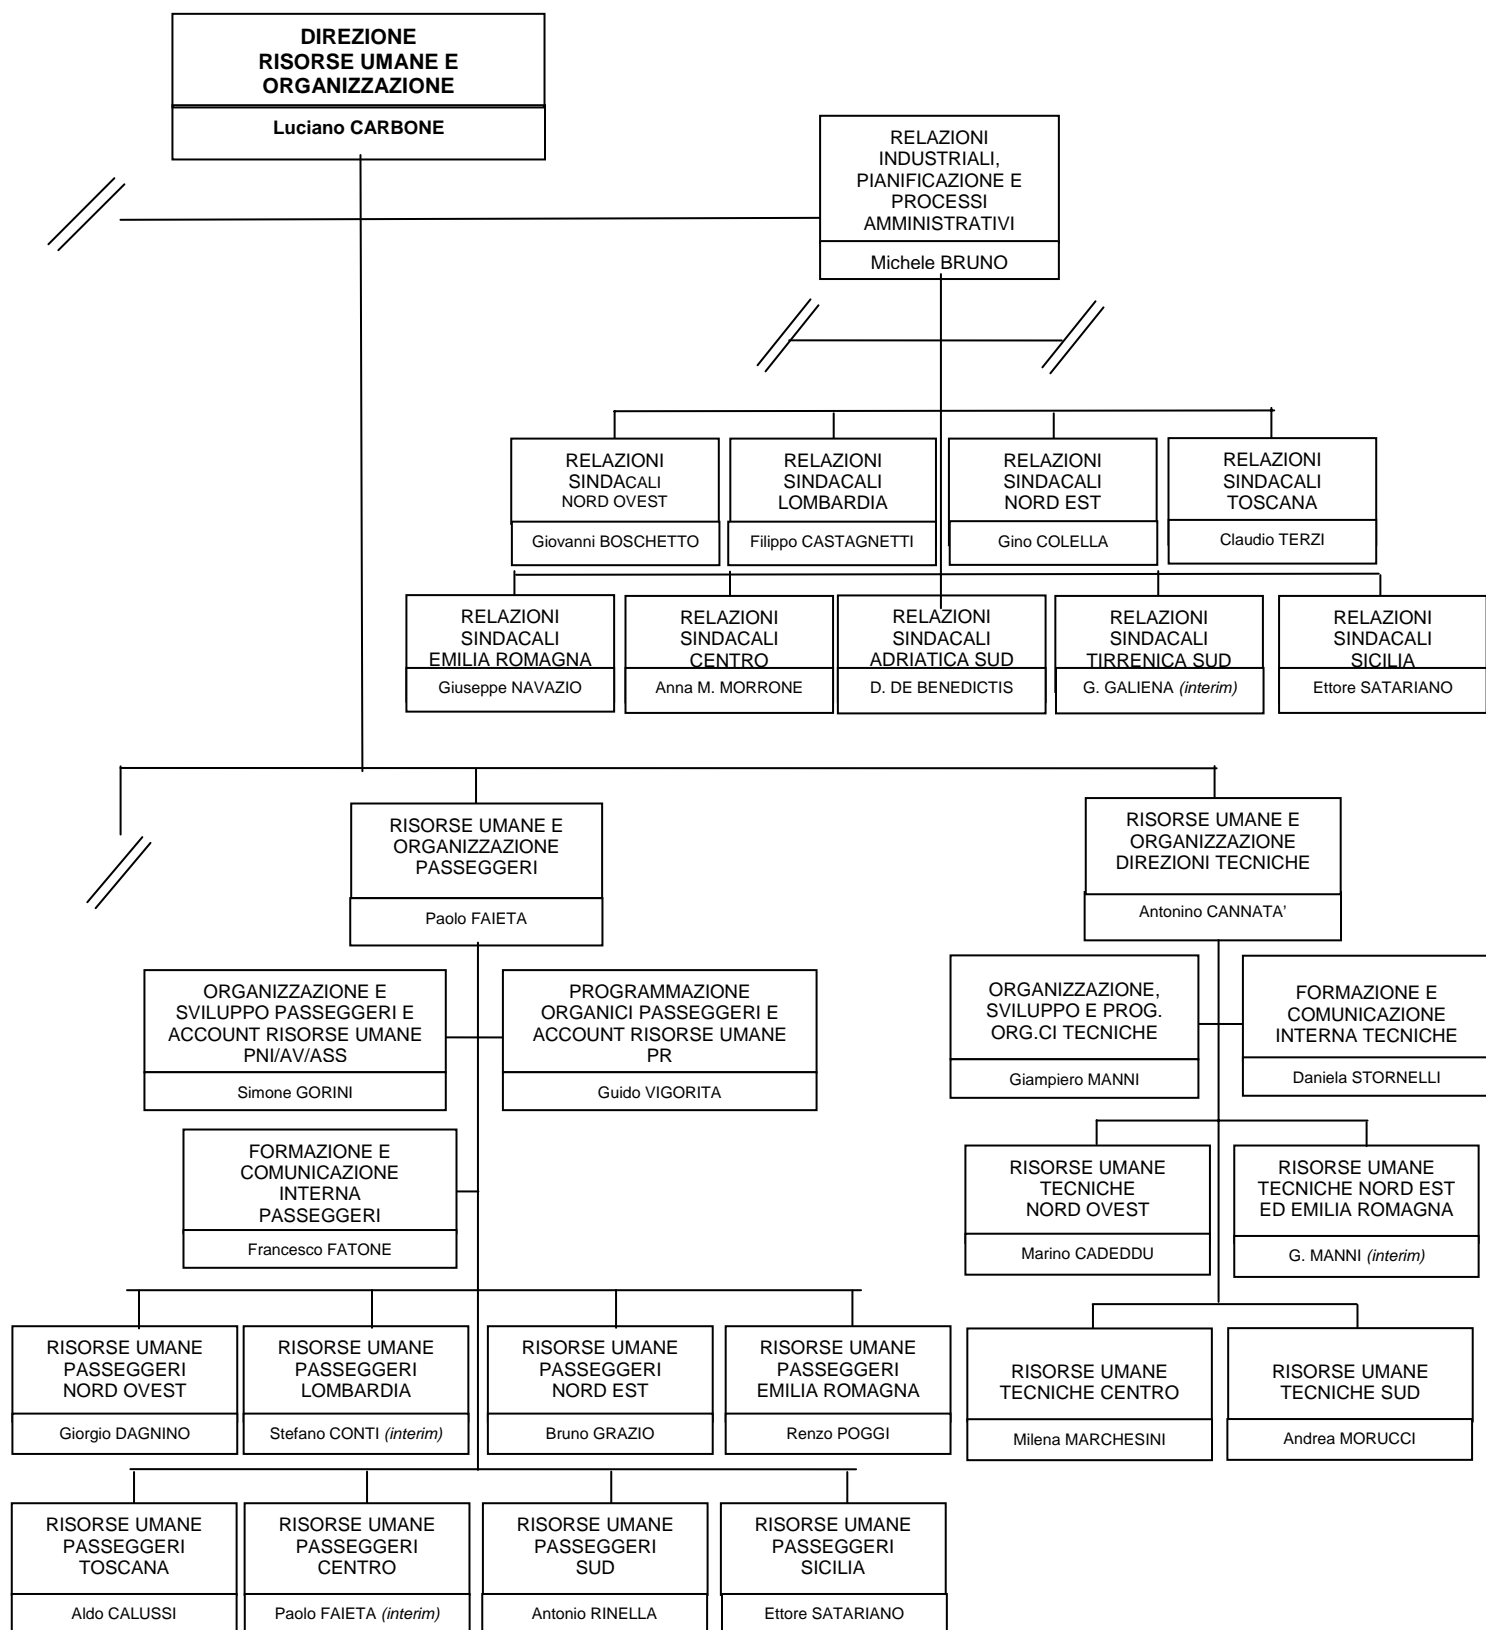 DIREZIONE
RISORSE UMANE E
ORGANIZZAZIONE
Luciano CARBONE
RELAZIONI
INDUSTRIALI,
PIANIFICAZIONE E
PROCESSI
AMMINISTRATIVI
Michele BRUNO
RELAZIONI
SINDACALI
NORD OVEST
Giovanni BOSCHETTO
RELAZIONI
SINDACALI
LOMBARDIA
Filippo CASTAGNETTI
RELAZIONI
SINDACALI
NORD EST
Gino COLELLA
RELAZIONI
SINDACALI
TOSCANA
Claudio TERZI
RELAZIONI
SINDACALI
EMILIA ROMAGNA
Giuseppe NAVAZIO
RELAZIONI
SINDACALI
CENTRO
Anna M. MORRONE
RELAZIONI
SINDACALI
ADRIATICA SUD
D. DE BENEDICTIS
RELAZIONI
SINDACALI
TIRRENICA SUD
G. GALIENA (interim)
RELAZIONI
SINDACALI
SICILIA
Ettore SATARIANO
RISORSE UMANE E
ORGANIZZAZIONE
PASSEGGERI
Paolo FAIETA
RISORSE UMANE E
ORGANIZZAZIONE
DIREZIONI TECNICHE
Antonino CANNATA'
ORGANIZZAZIONE E
SVILUPPO PASSEGGERI E
ACCOUNT RISORSE UMANE
PNI/AV/ASS
Simone GORINI
PROGRAMMAZIONE
ORGANICI PASSEGGERI E
ACCOUNT RISORSE UMANE
PR
Guido VIGORITA
ORGANIZZAZIONE,
SVILUPPO E PROG.
ORG.CI TECNICHE
Giampiero MANNI
FORMAZIONE E
COMUNICAZIONE
INTERNA TECNICHE
Daniela STORNELLI
FORMAZIONE E
COMUNICAZIONE
INTERNA
PASSEGGERI
Francesco FATONE
RISORSE UMANE
TECNICHE
NORD OVEST
Marino CADEDDU
RISORSE UMANE
TECNICHE NORD EST
ED EMILIA ROMAGNA
G. MANNI (interim)
RISORSE UMANE
PASSEGGERI
NORD OVEST
Giorgio DAGNINO
RISORSE UMANE
PASSEGGERI
LOMBARDIA
Stefano CONTI (interim)
RISORSE UMANE
PASSEGGERI
NORD EST
Bruno GRAZIO
RISORSE UMANE
PASSEGGERI
EMILIA ROMAGNA
Renzo POGGI
RISORSE UMANE
TECNICHE CENTRO
Milena MARCHESINI
RISORSE UMANE
TECNICHE SUD
Andrea MORUCCI
RISORSE UMANE
PASSEGGERI
TOSCANA
Aldo CALUSSI
RISORSE UMANE
PASSEGGERI
CENTRO
Paolo FAIETA (interim)
RISORSE UMANE
PASSEGGERI
SUD
Antonio RINELLA
RISORSE UMANE
PASSEGGERI
SICILIA
Ettore SATARIANO